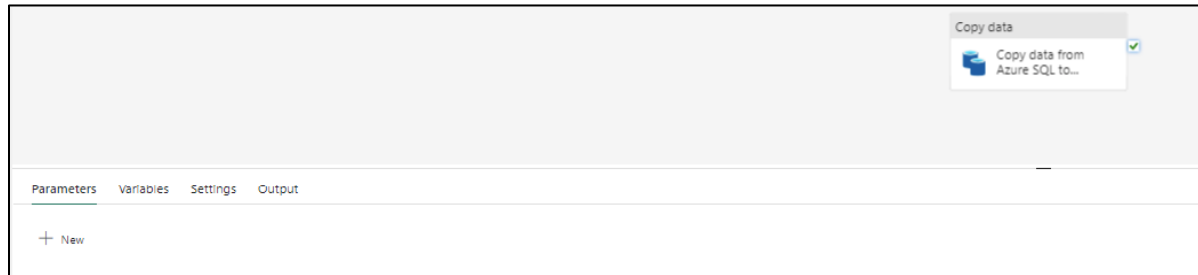 Copy data
Copy data from
Azure SQL to...
Parameters Variables Settings Output
New